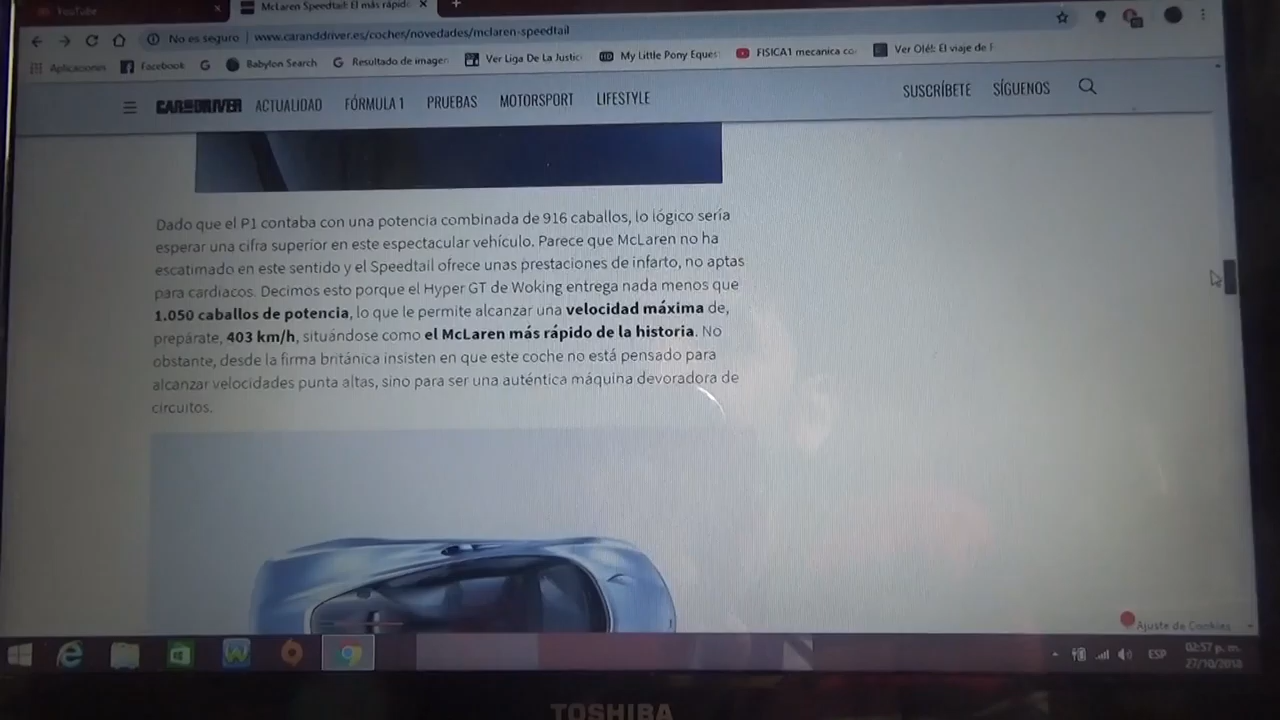 YouTube
McLaren Speedtail: El más rápido
No es seguro | www.caranddriver.es/coches/novedades/mclaren-speedtail
Aplicaciones Facebook Babylon Search Resultado de imagen Ver Liga De La Justic My Little Pony Eques FISICA1 mecanica co Ver Olé!: El viaje de F
CAR AND DRIVER ACTUALIDAD FÓRMULA 1 PRUEBAS MOTORSPORT LIFESTYLE SUSCRÍBETE SÍGUENOS
Dado que el P1 contaba con una potencia combinada de 916 caballos, lo lógico sería
esperar una cifra superior en este espectacular vehículo. Parece que McLaren no ha
escatimado en este sentido y el Speedtail ofrece unas prestaciones de infarto, no aptas
para cardiacos. Decimos esto porque el Hyper GT de Woking entrega nada menos que
1.050 caballos de potencia, lo que le permite alcanzar una velocidad máxima de,
prepárate, 403 km/h, situándose como el McLaren más rápido de la historia. No
obstante, desde la firma británica insisten en que este coche no está pensado para
alcanzar velocidades punta altas, sino para ser una auténtica máquina devoradora de
circuitos.
Ajuste de Cookies
ESP
02:57 p. m.
27/10/2018
TOSHIBA